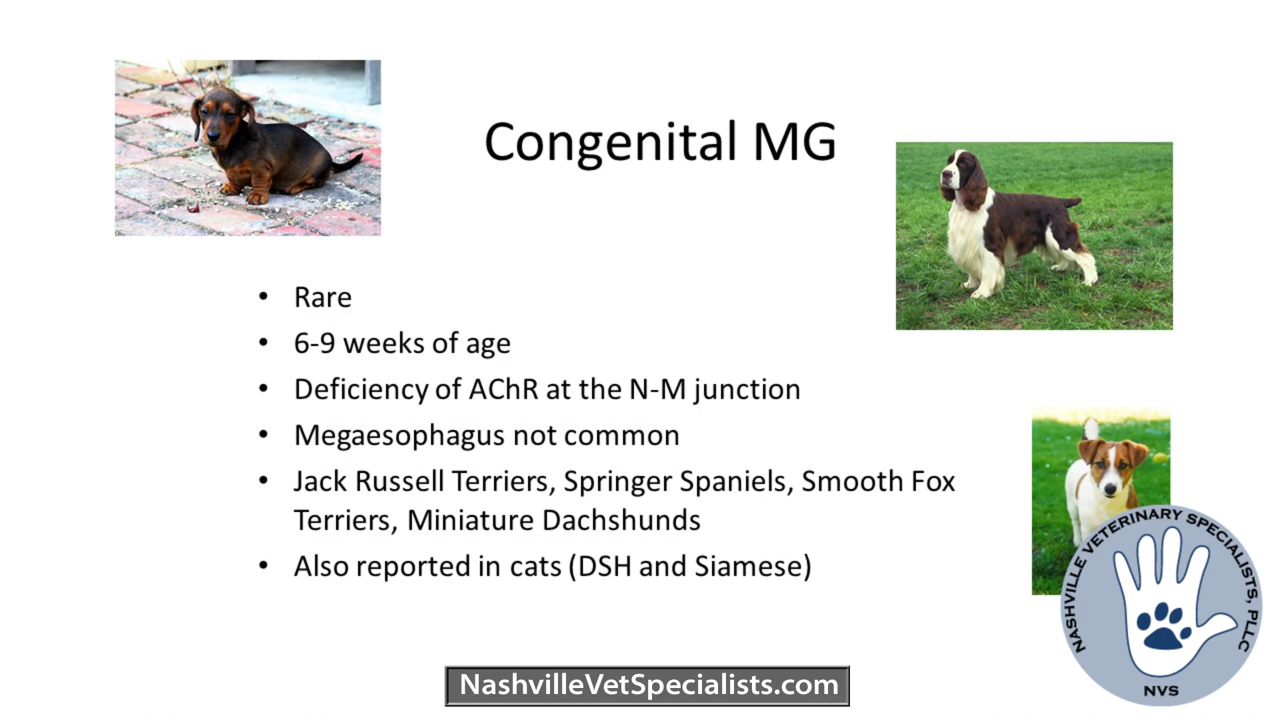 Congenital MG
• Rare
• 6-9 weeks of age
• Deficiency of AChR at the N-M junction
• Megaesophagus not common
• Jack Russell Terriers, Springer Spaniels, Smooth Fox
Terriers, Miniature Dachshunds
• Also reported in cats (DSH and Siamese)
NASHVILLE VETERINARY SPECIALISTS, PLLC
NVS
NashvilleVetSpecialists.com